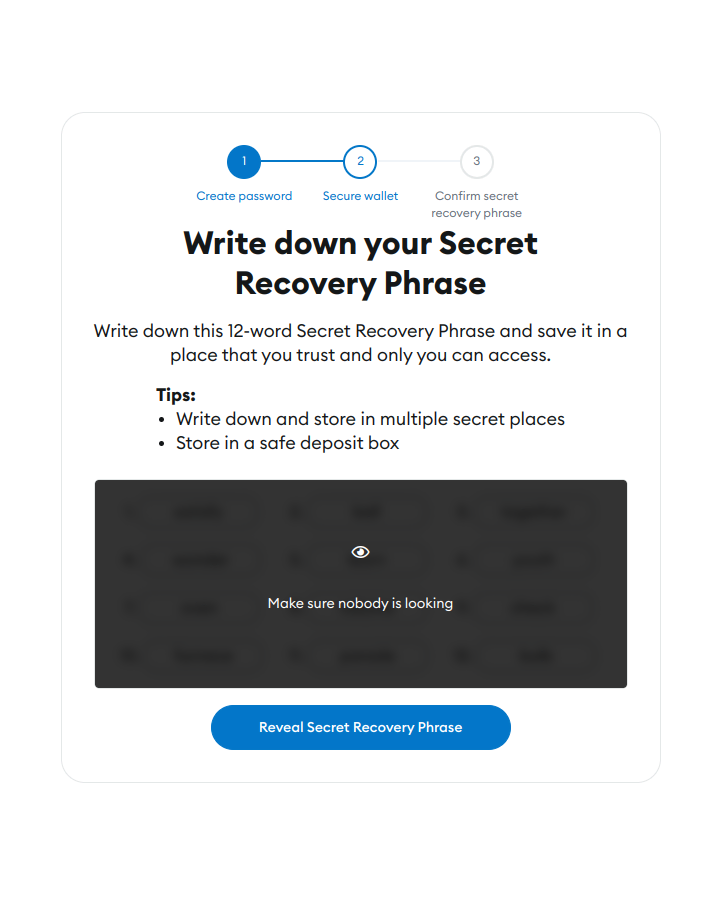 1
2
3
Create password
Secure wallet
Confirm secret
recovery phrase
Write down your Secret
Recovery Phrase
Write down this 12-word Secret Recovery Phrase and save it in a
place that you trust and only you can access.
Tips:
• Write down and store in multiple secret places
• Store in a safe deposit box
Make sure nobody is looking
Reveal Secret Recovery Phrase